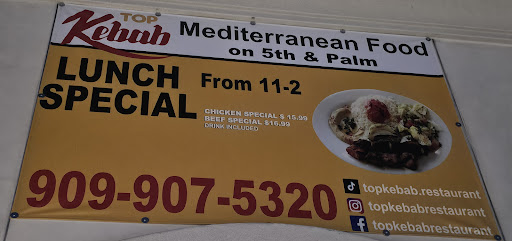 TOP
Kebab
Mediterranean Food
on 5th & Palm
LUNCH
SPECIAL
From 11-2
CHICKEN SPECIAL $ 15.99
BEEF SPECIAL $16.99
DRINK INCLUDED
909-907-5320
topkebab.restaurant
topkebabrestaurant
topkebabrestaurant